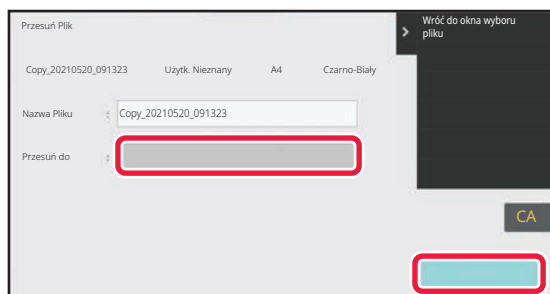 Przesuń Plik
Wróć do okna wyboru
pliku
Copy_20210520_091323 Użytk. Nieznany A4 Czarno-Biały
Nazwa Pliku : Copy_20210520_091323
Przesuń do :
CA